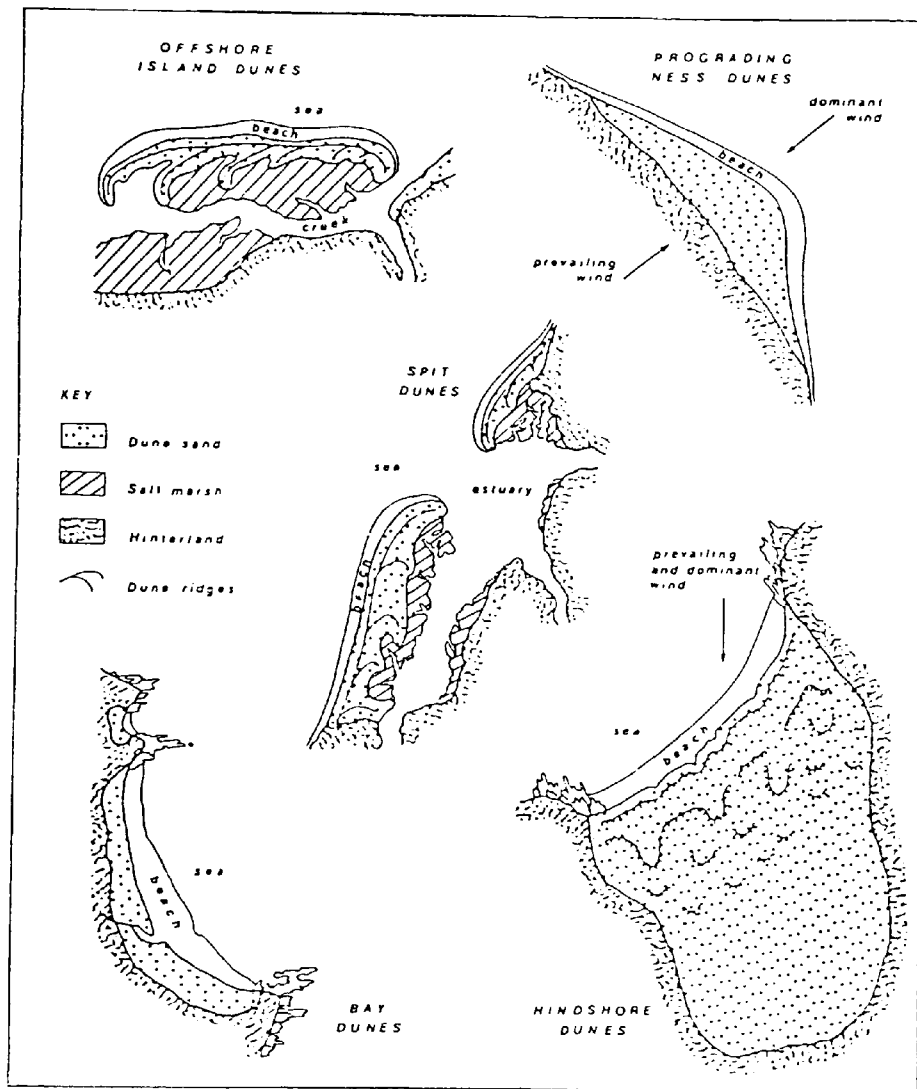 OFFSHORE
ISLAND DUNES
sea
beach
creek
PROGRADING
NESS DUNES
dominant
wind
beach
prevailing
wind
SPIT
DUNES
sea
estuary
beach
KEY
Dune sand
Salt marsh
Hinterland
Dune ridges
prevailing
and dominant
wind
sea
beach
sea
beach
BAY
DUNES
HINDSHORE
DUNES